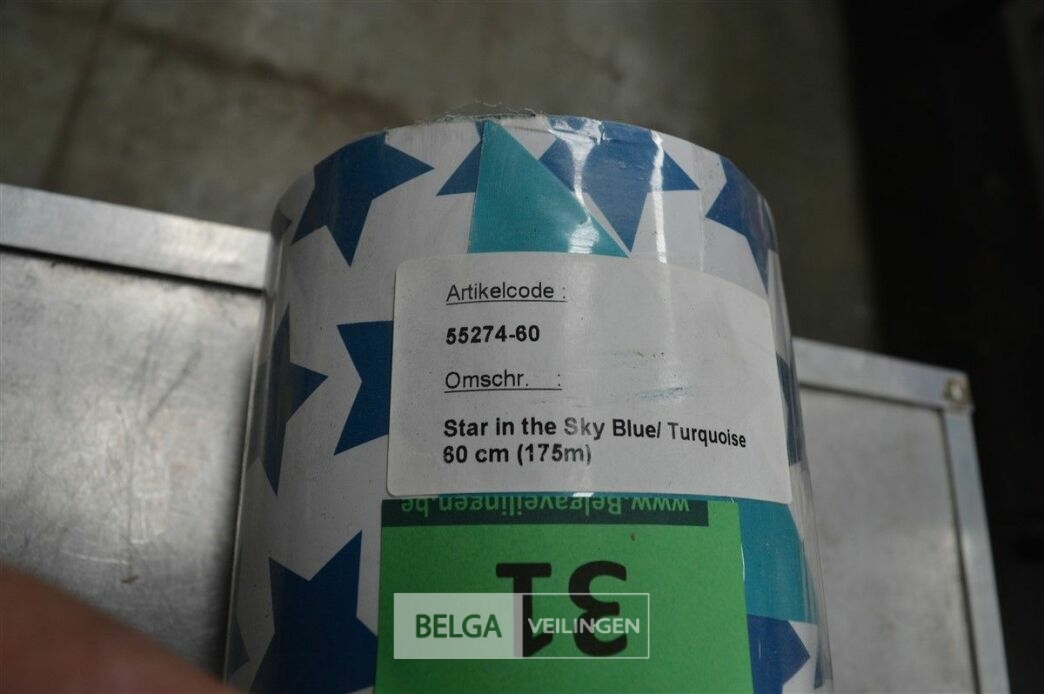 Artikelcode :
55274-60
Omschr. :
Star in the Sky Blue/ Turquoise
60 cm (175m)
www.Belgaveilingen.be
31
BELGA VEILINGEN